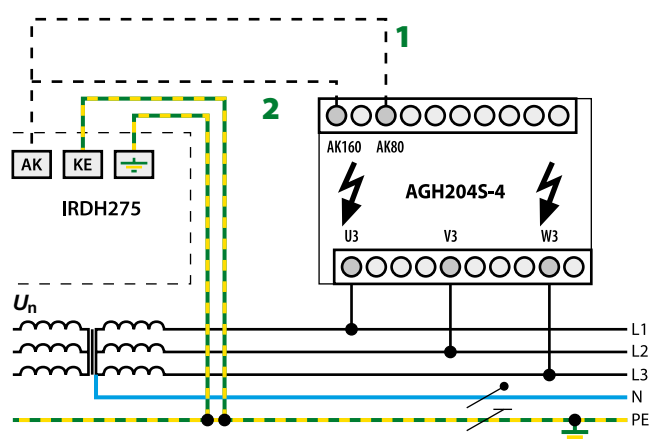 1
2
AK160 AK80
AK KE
IRDH275
AGH204S-4
U3 V3 W3
Un
L1
L2
L3
N
PE